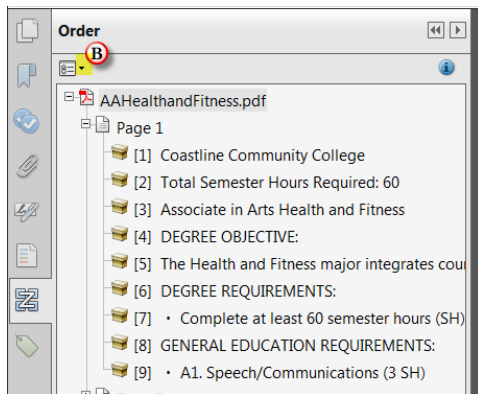 Order
B
AAHealthandFitness.pdf
Page 1
[1] Coastline Community College
[2] Total Semester Hours Required: 60
[3] Associate in Arts Health and Fitness
[4] DEGREE OBJECTIVE:
[5] The Health and Fitness major integrates cour
[6] DEGREE REQUIREMENTS:
[7] • Complete at least 60 semester hours (SH)
[8] GENERAL EDUCATION REQUIREMENTS:
[9] • A1. Speech/Communications (3 SH)